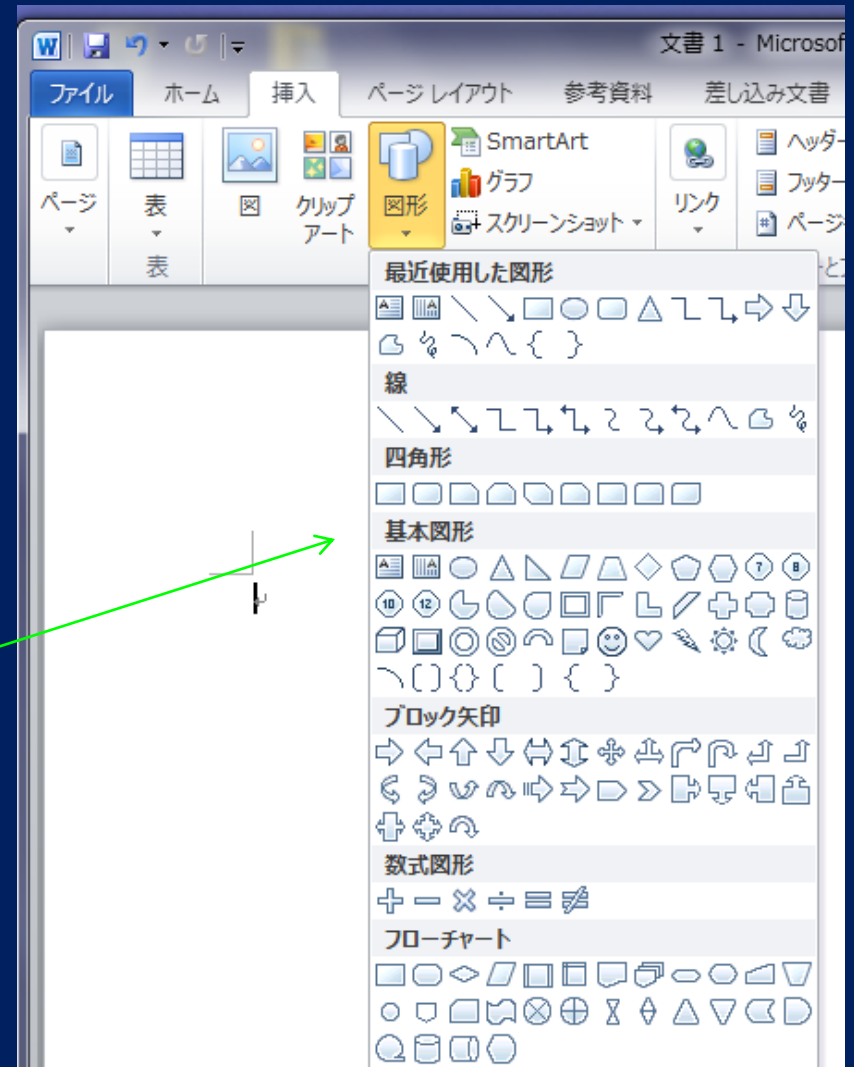 文書 1 - Microsof
ファイル ホーム 挿入 ページ レイアウト 参考資料 差し込み文書
ページ 表 図 クリップ アート 図形 SmartArt グラフ スクリーンショット リンク ヘッダー フッター ページ
表 と
最近使用した図形
線
四角形
基本図形
7 8
10 12
ブロック矢印
数式図形
フローチャート